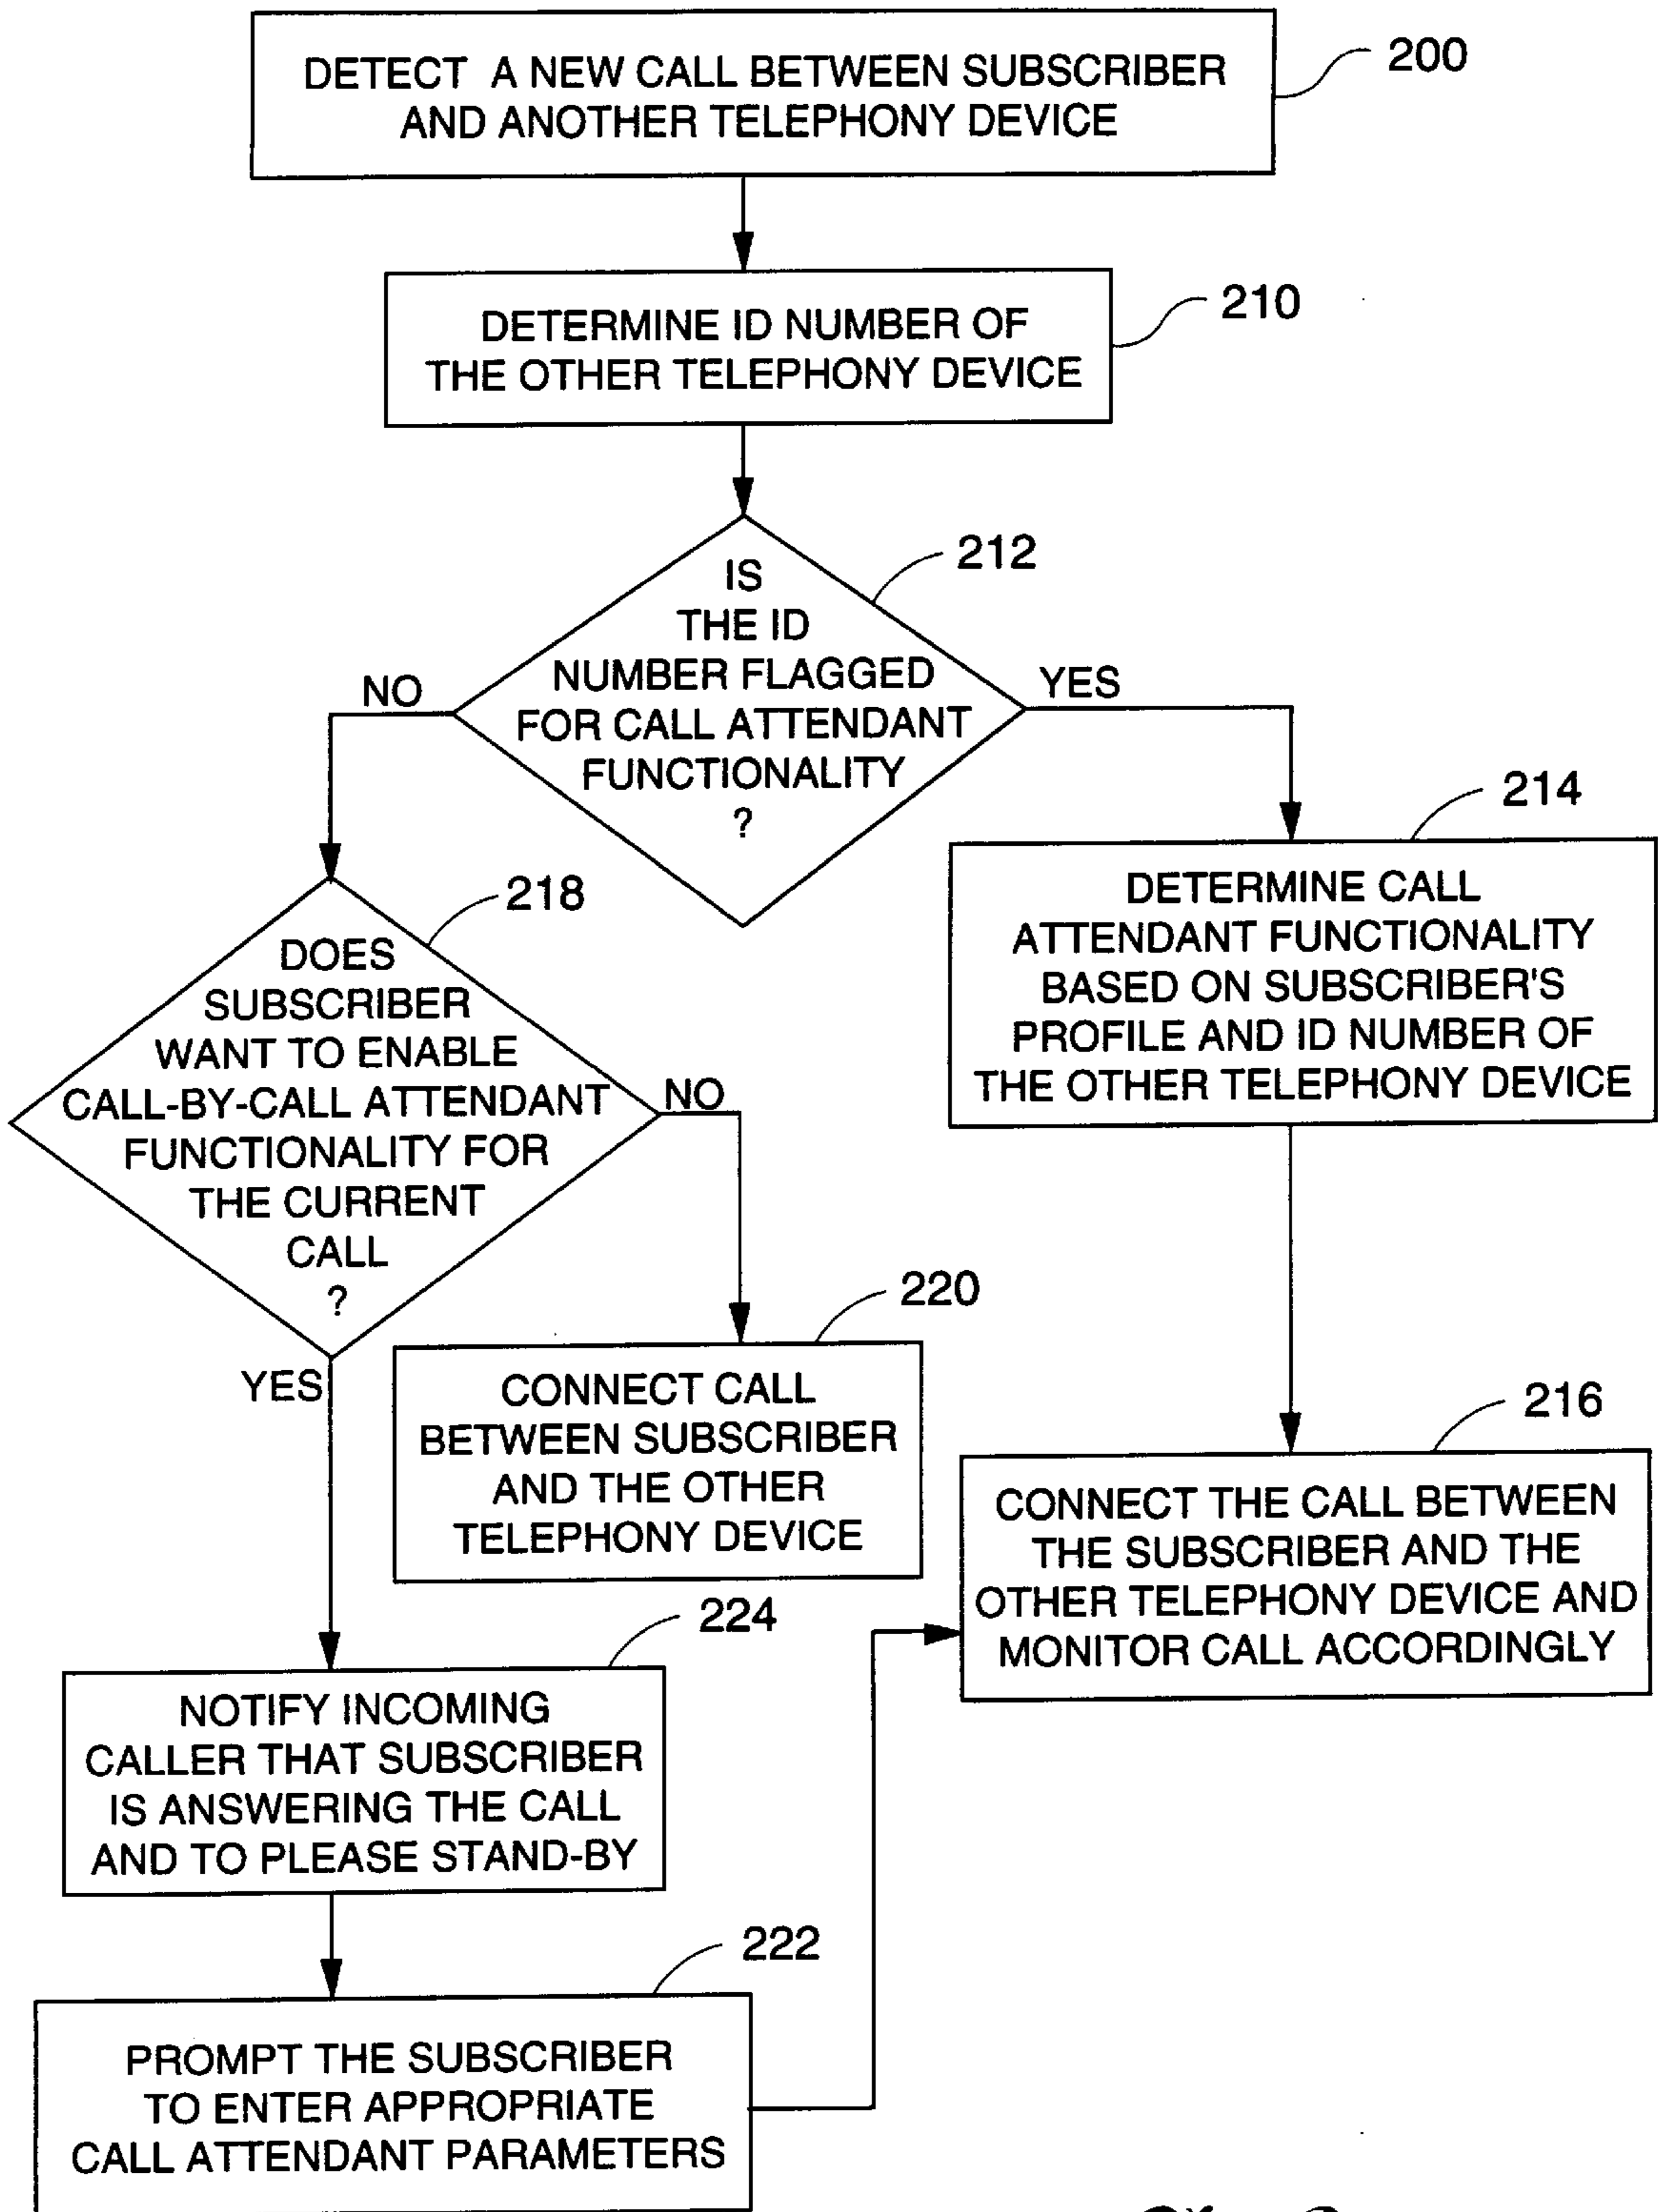 DETECT A NEW CALL BETWEEN SUBSCRIBER
AND ANOTHER TELEPHONY DEVICE
200
DETERMINE ID NUMBER OF
THE OTHER TELEPHONY DEVICE
210
IS
THE ID
NUMBER FLAGGED
FOR CALL ATTENDANT
FUNCTIONALITY
?
212
NO
YES
214
DETERMINE CALL
ATTENDANT FUNCTIONALITY
BASED ON SUBSCRIBER'S
PROFILE AND ID NUMBER OF
THE OTHER TELEPHONY DEVICE
218
DOES
SUBSCRIBER
WANT TO ENABLE
CALL-BY-CALL ATTENDANT
FUNCTIONALITY FOR
THE CURRENT
CALL
?
NO
YES
220
CONNECT CALL
BETWEEN SUBSCRIBER
AND THE OTHER
TELEPHONY DEVICE
216
CONNECT THE CALL BETWEEN
THE SUBSCRIBER AND THE
OTHER TELEPHONY DEVICE AND
MONITOR CALL ACCORDINGLY
224
NOTIFY INCOMING
CALLER THAT SUBSCRIBER
IS ANSWERING THE CALL
AND TO PLEASE STAND-BY
222
PROMPT THE SUBSCRIBER
TO ENTER APPROPRIATE
CALL ATTENDANT PARAMETERS